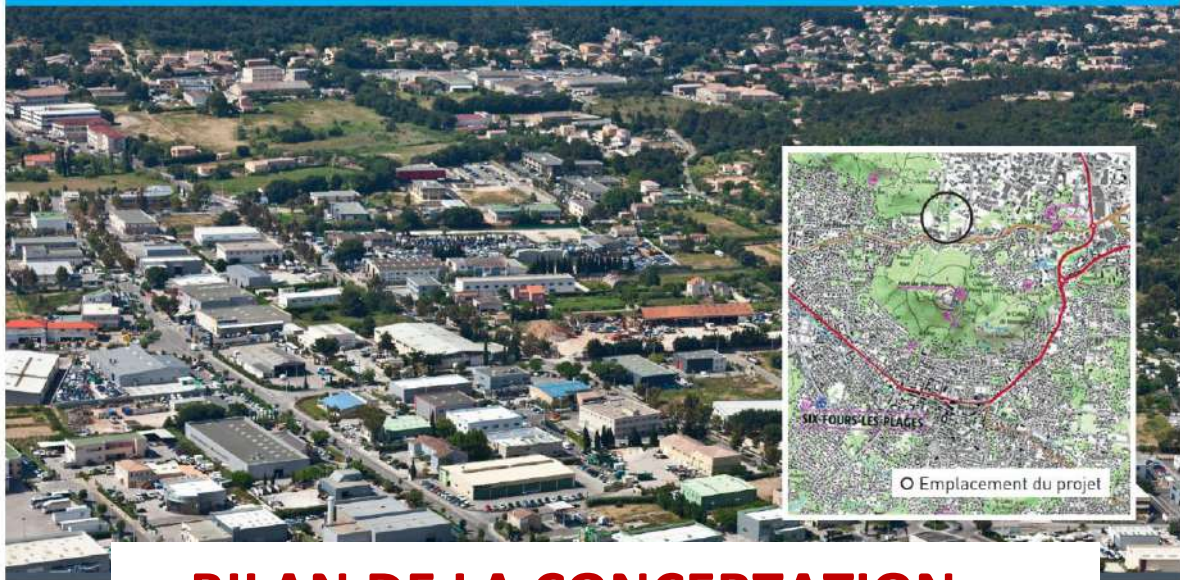 SIX-FOURS-LES-PLAGES
O Emplacement du projet
BILAN DE LA CONCERTATION